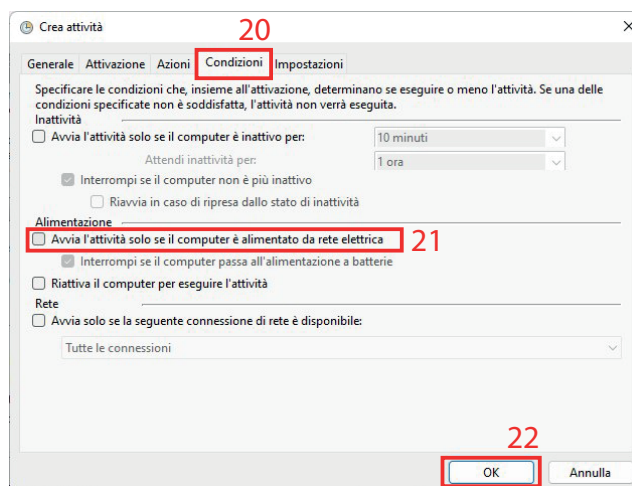 Crea attività
20
Generale Attivazione Azioni Condizioni Impostazioni
Specificare le condizioni che, insieme all'attivazione, determinano se eseguire o meno l'attività. Se una delle
condizioni specificate non è soddisfatta, l'attività non verrà eseguita.
Inattività
Avvia l'attività solo se il computer è inattivo per: 10 minuti
Attendi inattività per: 1 ora
Interrompi se il computer non è più inattivo
Riavvia in caso di ripresa dallo stato di inattività
Alimentazione
Avvia l'attività solo se il computer è alimentato da rete elettrica 21
Interrompi se il computer passa all'alimentazione a batterie
Riattiva il computer per eseguire l'attività
Rete
Avvia solo se la seguente connessione di rete è disponibile:
Tutte le connessioni
22
OK Annulla